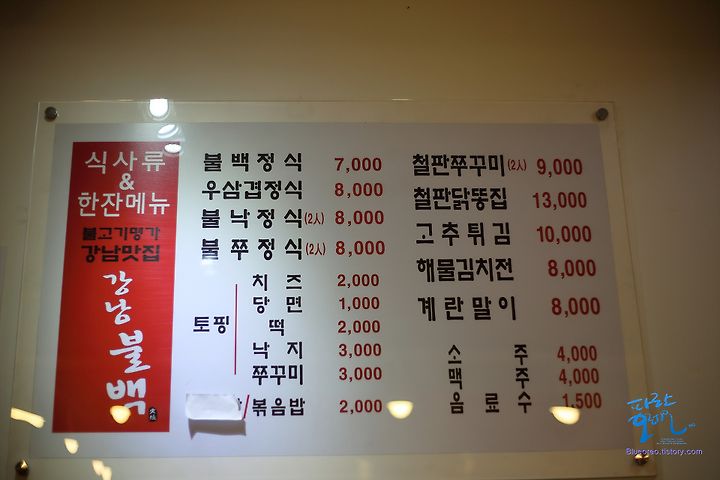 식사류
&
한잔메뉴
불고기명가
강남맛집
강남불백
불백정식 7,000
우삼겹정식 8,000
불낙정식(2人) 8,000
불쭈정식(2人) 8,000
토핑
치즈 2,000
당면 1,000
떡 2,000
낙지 3,000
쭈꾸미 3,000
/볶음밥 2,000
철판쭈꾸미(2人) 9,000
철판닭똥집 13,000
고추튀김 10,000
해물김치전 8,000
계란말이 8,000
소주 4,000
맥주 4,000
음료수 1,500
파란
Blueoreo.tistory.com